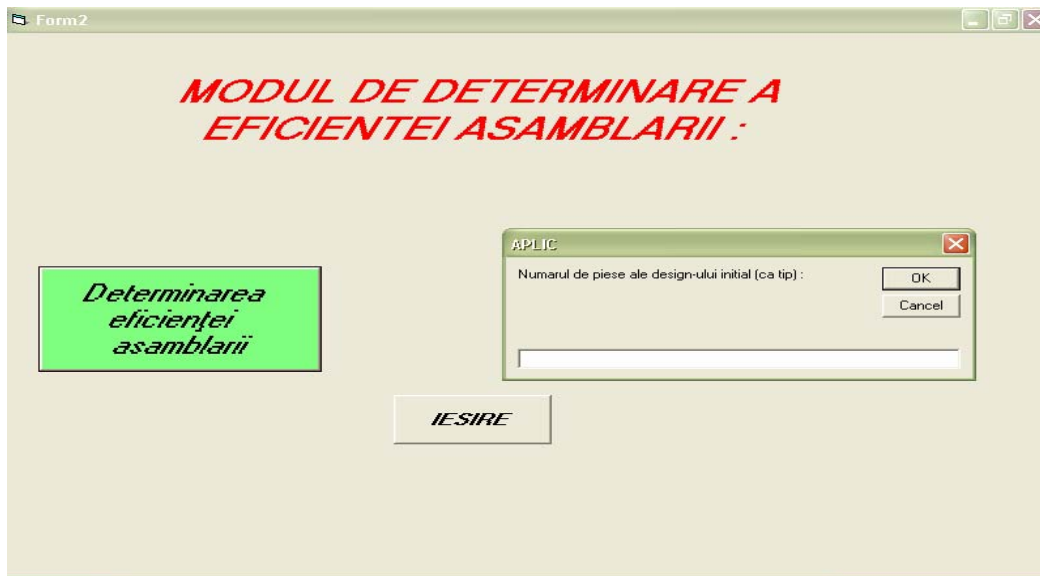 Form2
MODUL DE DETERMINARE A
EFICIENTEI ASAMBLARII :
APLIC
Numarul de piese ale design-ului initial (ca tip) :
OK
Cancel
Determinarea
eficienţei
asamblarii
IESIRE